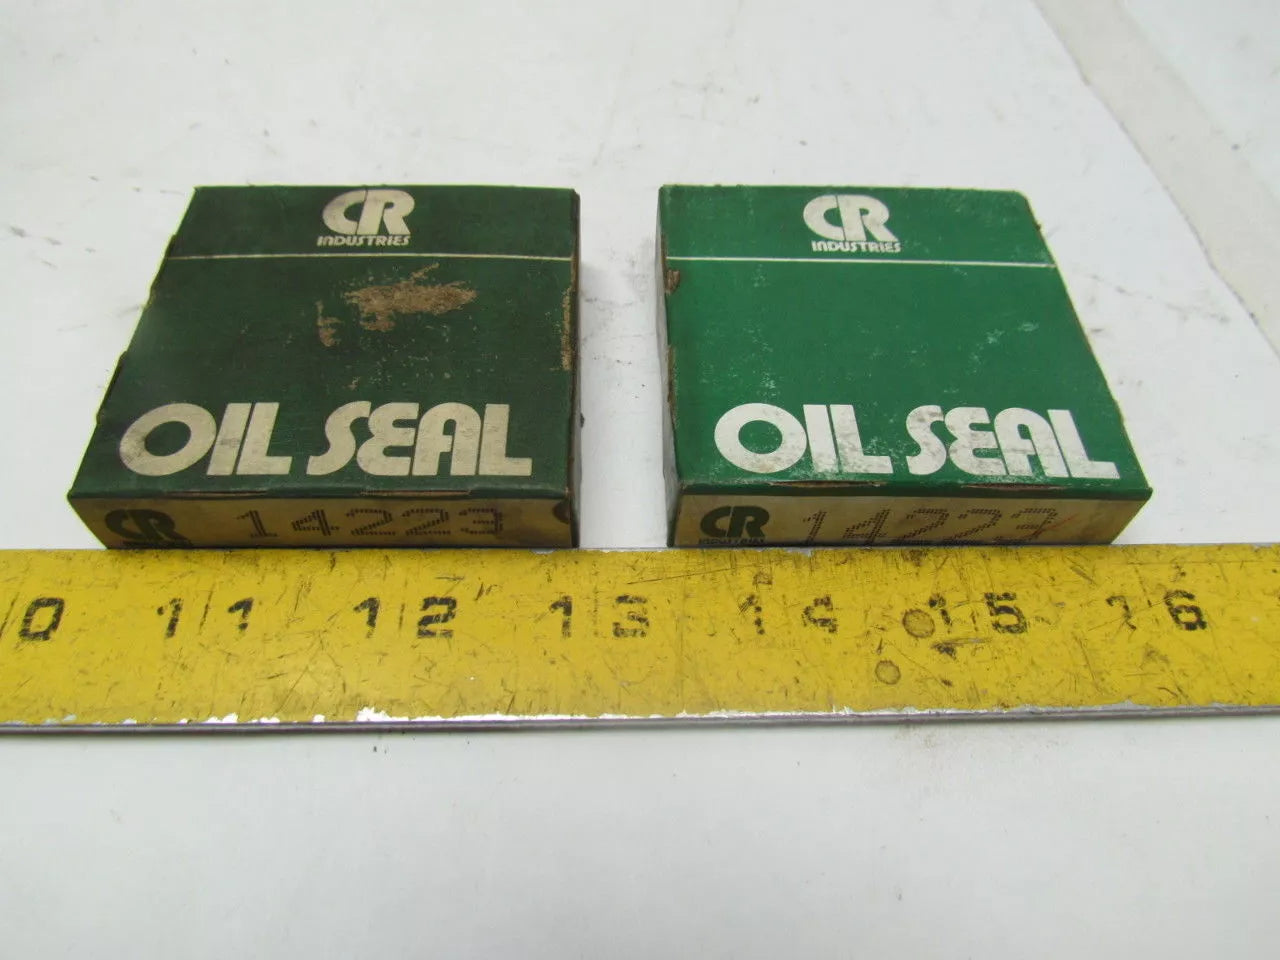 CR
INDUSTRIES
OIL SEAL
CR
14223
CR
INDUSTRIES
OIL SEAL
CR
INDUSTRIES
14223
0 11 12 13 14 15 16